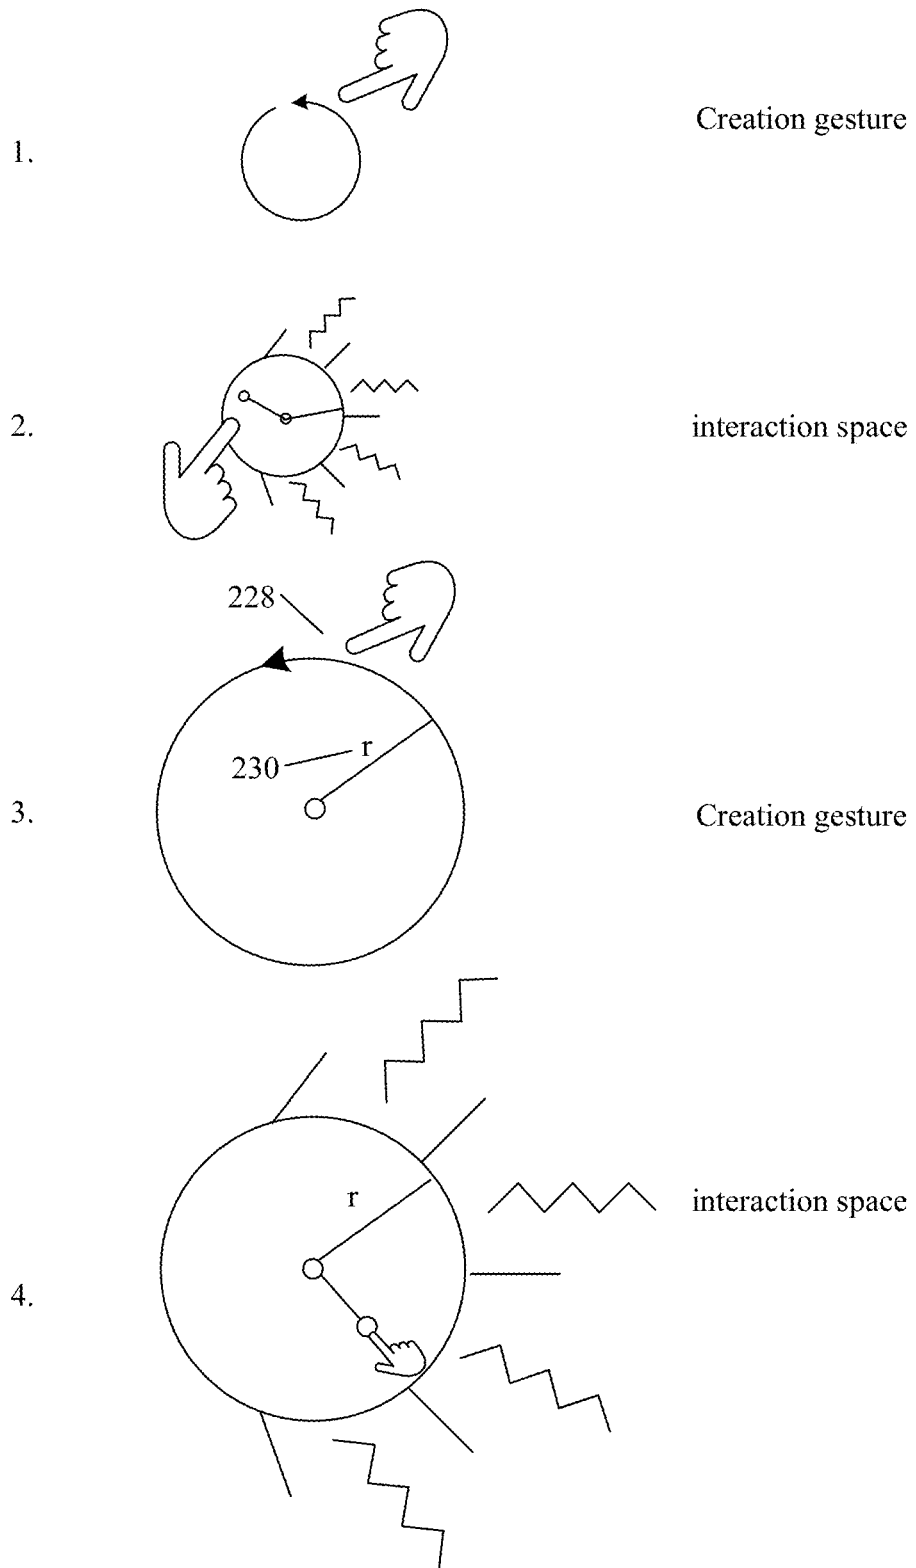 Creation gesture
1.
2.
interaction space
228
230
r
3.
Creation gesture
r
interaction space
4.